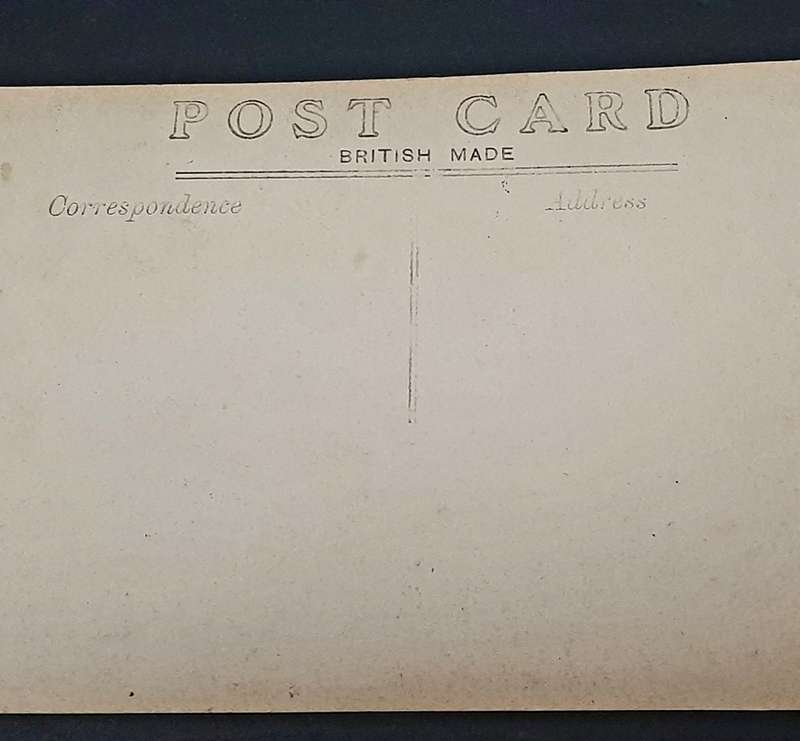 POST CARD
BRITISH MADE
Correspondence
Address